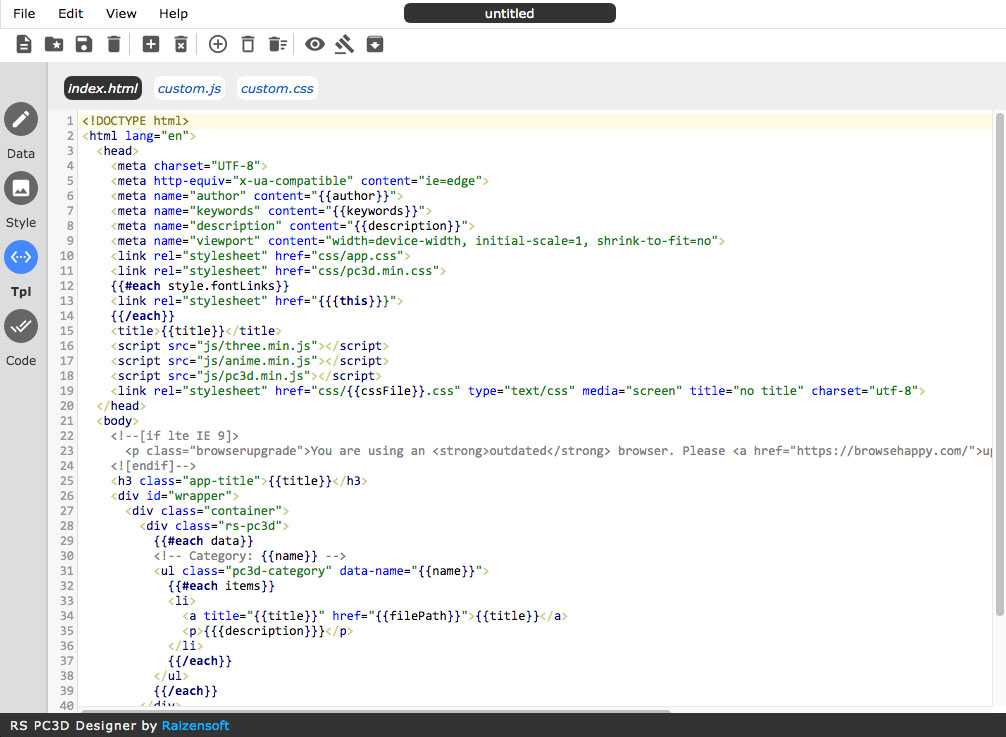 File Edit View Help untitled
index.html custom.js custom.css
Data
Style
Tpl
Code
1 <!DOCTYPE html>
2 <html lang="en">
3 <head>
4 <meta charset="UTF-8">
5 <meta http-equiv="x-ua-compatible" content="ie=edge">
6 <meta name="author" content="{{author}}">
7 <meta name="keywords" content="{{keywords}}">
8 <meta name="description" content="{{description}}">
9 <meta name="viewport" content="width=device-width, initial-scale=1, shrink-to-fit=no">
10 <link rel="stylesheet" href="css/app.css">
11 <link rel="stylesheet" href="css/pc3d.min.css">
12 {{#each style.fontLinks}}
13 <link rel="stylesheet" href="{{{this}}}">
14 {{/each}}
15 <title>{{title}}</title>
16 <script src="js/three.min.js"></script>
17 <script src="js/anime.min.js"></script>
18 <script src="js/pc3d.min.js"></script>
19 <link rel="stylesheet" href="css/{{cssFile}}.css" type="text/css" media="screen" title="no title" charset="utf-8">
20 </head>
21 <body>
22 <!--[if lte IE 9]>
23 <p class="browserupgrade">You are using an <strong>outdated</strong> browser. Please <a href="https://browsehappy.com/">up
24 <![endif]-->
25 <h3 class="app-title">{{title}}</h3>
26 <div id="wrapper">
27 <div class="container">
28 <div class="rs-pc3d">
29 {{#each data}}
30 <!-- Category: {{name}} -->
31 <ul class="pc3d-category" data-name="{{name}}">
32 {{#each items}}
33 <li>
34 <a title="{{title}}" href="{{filePath}}">{{title}}</a>
35 <p>{{{description}}}</p>
36 </li>
37 {{/each}}
38 </ul>
39 {{/each}}
40 </div>
RS PC3D Designer by Raizensoft